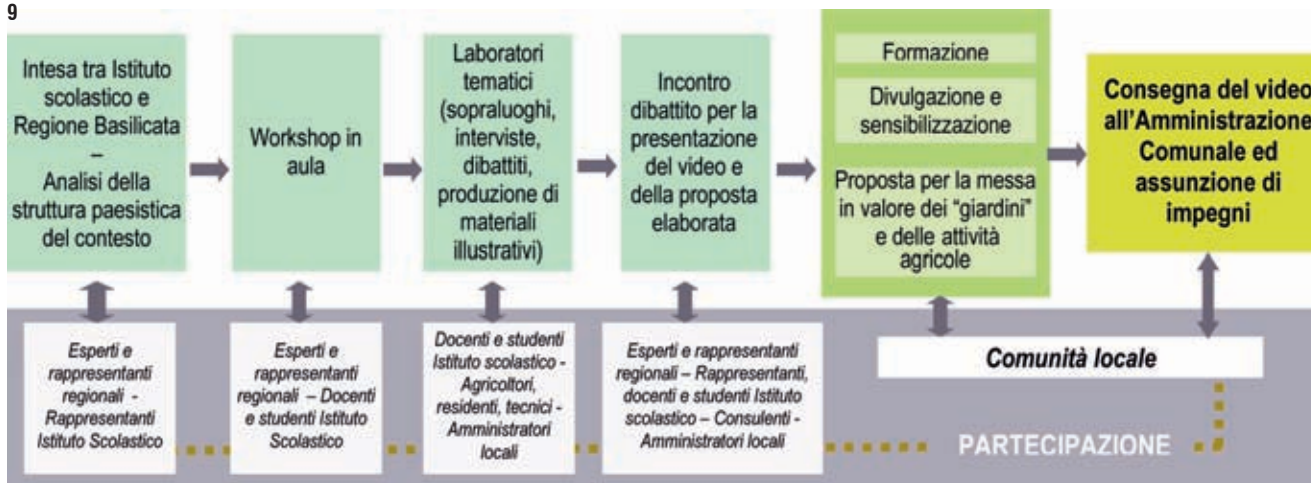 9
Intesa tra Istituto
scolastico e
Regione Basilicata
–
Analisi della
struttura paesistica
del contesto
Workshop in
aula
Laboratori
tematici
(sopraluoghi,
interviste,
dibattiti,
produzione di
materiali
illustrativi)
Incontro
dibattito per la
presentazione
del video e
della proposta
elaborata
Formazione
Divulgazione e
sensibilizzazione
Proposta per la messa
in valore dei “giardini”
e delle attività
agricole
Consegna del video
all’Amministrazione
Comunale ed
assunzione di
impegni
Esperti e
rappresentanti
regionali -
Rappresentanti
Istituto Scolastico
Esperti e
rappresentanti
regionali – Docenti
e studenti Istituto
Scolastico
Docenti e studenti
Istituto scolastico -
Agricoltori,
residenti, tecnici -
Amministratori
locali
Esperti e rappresentanti
regionali – Rappresentanti,
docenti e studenti Istituto
scolastico – Consulenti -
Amministratori locali
Comunità locale
PARTECIPAZIONE